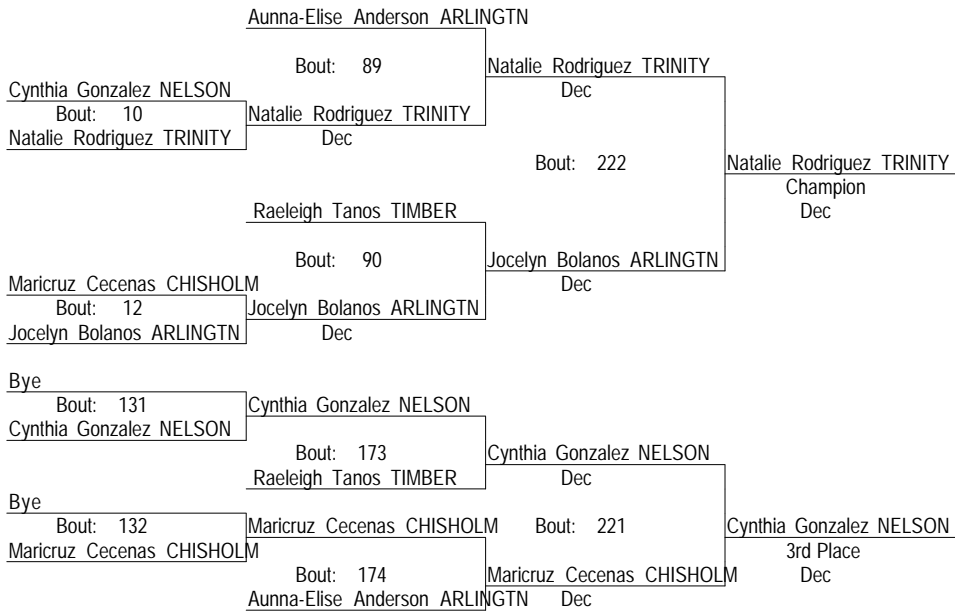 Aunna-Elise Anderson ARLINGTN
Bout: 89
Natalie Rodriguez TRINITY
Dec
Cynthia Gonzalez NELSON
Bout: 10
Natalie Rodriguez TRINITY
Natalie Rodriguez TRINITY
Dec
Bout: 222
Natalie Rodriguez TRINITY
Champion
Dec
Raeleigh Tanos TIMBER
Bout: 90
Jocelyn Bolanos ARLINGTN
Dec
Maricruz Cecenas CHISHOLM
Bout: 12
Jocelyn Bolanos ARLINGTN
Jocelyn Bolanos ARLINGTN
Dec
Bye
Bout: 131
Cynthia Gonzalez NELSON
Cynthia Gonzalez NELSON
Bout: 173
Cynthia Gonzalez NELSON
Raeleigh Tanos TIMBER
Dec
Bye
Bout: 132
Maricruz Cecenas CHISHOLM
Maricruz Cecenas CHISHOLM
Bout: 221
Cynthia Gonzalez NELSON
3rd Place
Dec
Bout: 174
Maricruz Cecenas CHISHOLM
Aunna-Elise Anderson ARLINGTN
Dec